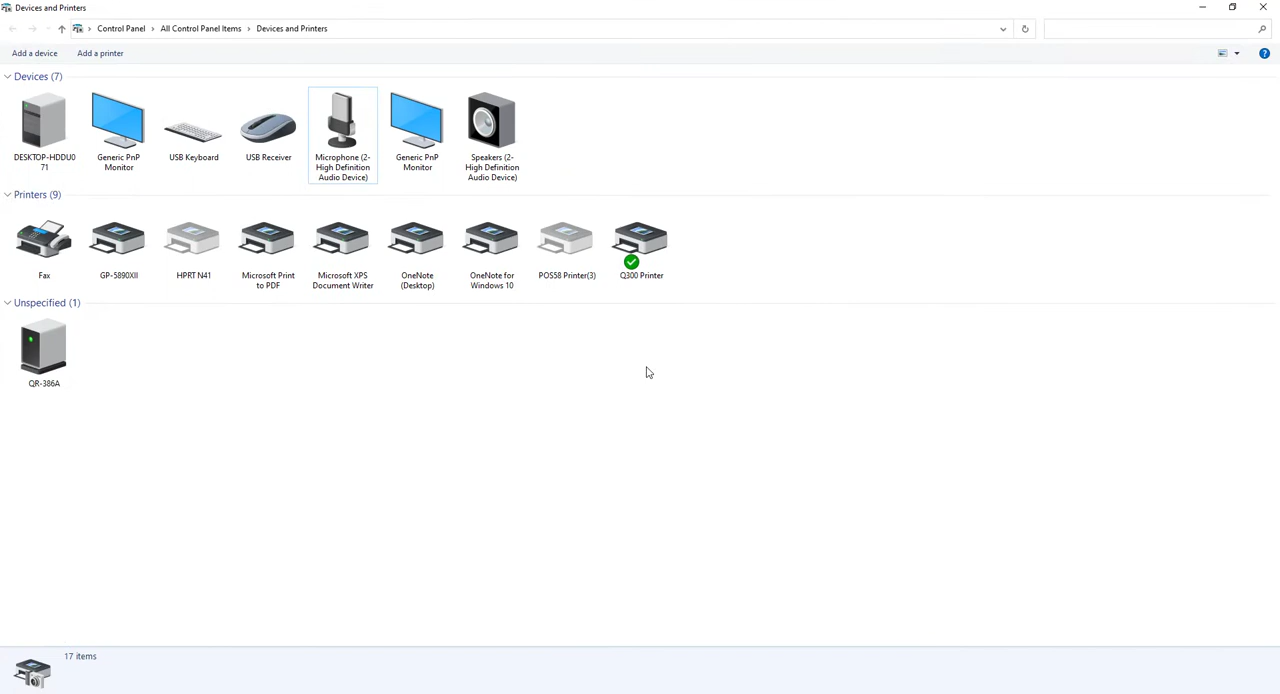 Devices and Printers
Control Panel > All Control Panel Items > Devices and Printers
Add a device Add a printer
Devices (7)
DESKTOP-HDDU0
71
Generic PnP
Monitor
USB Keyboard
USB Receiver
Microphone (2-
High Definition
Audio Device)
Generic PnP
Monitor
Speakers (2-
High Definition
Audio Device)
Printers (9)
Fax
GP-5890XII
HPRT N41
Microsoft Print
to PDF
Microsoft XPS
Document Writer
OneNote
(Desktop)
OneNote for
Windows 10
POS58 Printer(3)
Q300 Printer
Unspecified (1)
QR-386A
17 items